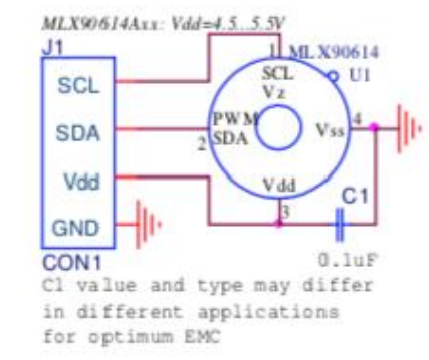 MLX90614Axx: Vdd=4.5...5.5V
J1
1 MLX90614
SCL
SCL
U1
Vz
SDA
PWM
SDA
2
Vss
4
Vdd
Vdd
C1
3
GND
CON1
0.1uF
C1 value and type may differ
in different applications
for optimum EMC